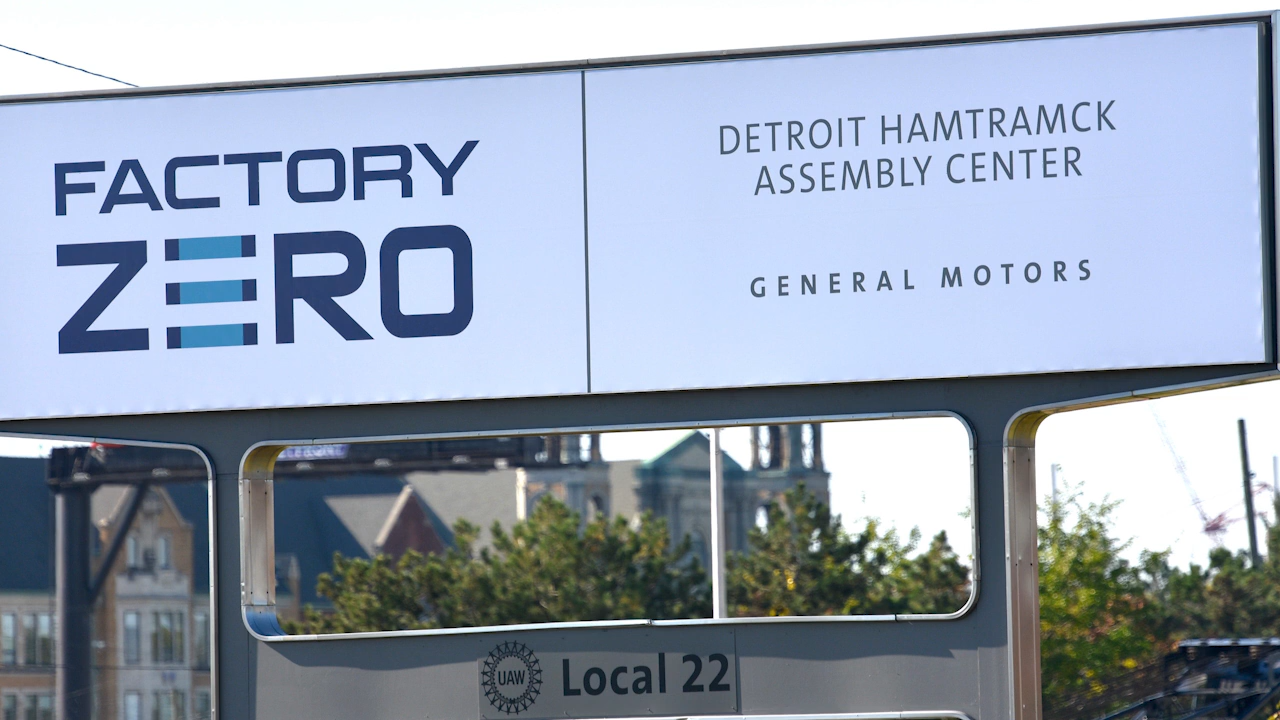 FACTORY
ZERO
DETROIT HAMTRAMCK
ASSEMBLY CENTER
GENERAL MOTORS
UAW
Local 22